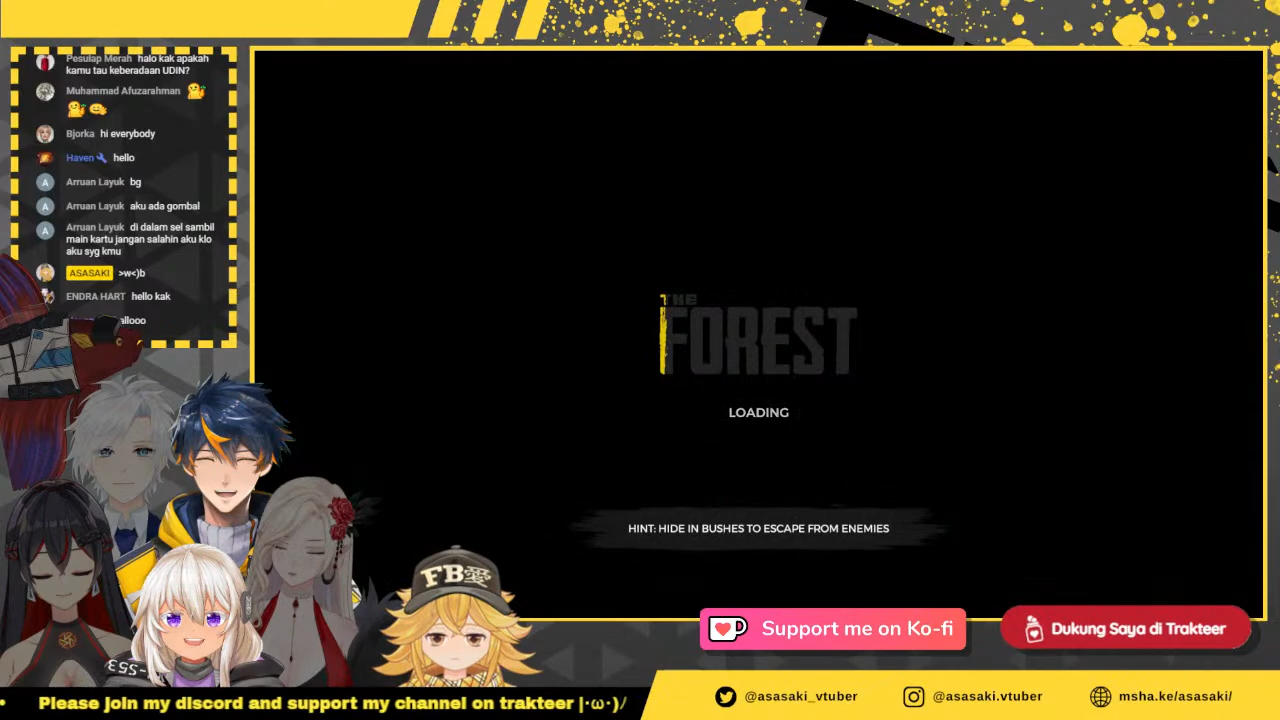 Pesulap Merah halo kak apakah
kamu tau keberadaan UDIN?
Muhammad Afuzarahman
Bjorka hi everybody
Haven hello
A Arruan Layuk bg
A Arruan Layuk aku ada gombal
A Arruan Layuk di dalam sel sambil
main kartu jangan salahin aku klo
aku syg kmu
ASASAKI >w<)b
ENDRA HART hello kak
allooo
THE
FOREST
LOADING
HINT: HIDE IN BUSHES TO ESCAPE FROM ENEMIES
FB
553-
Support me on Ko-fi
Dukung Saya di Trakteer
Please join my discord and support my channel on trakteer |·ω·)ﾉ
@asasaki_vtuber
@asasaki.vtuber
msha.ke/asasaki/